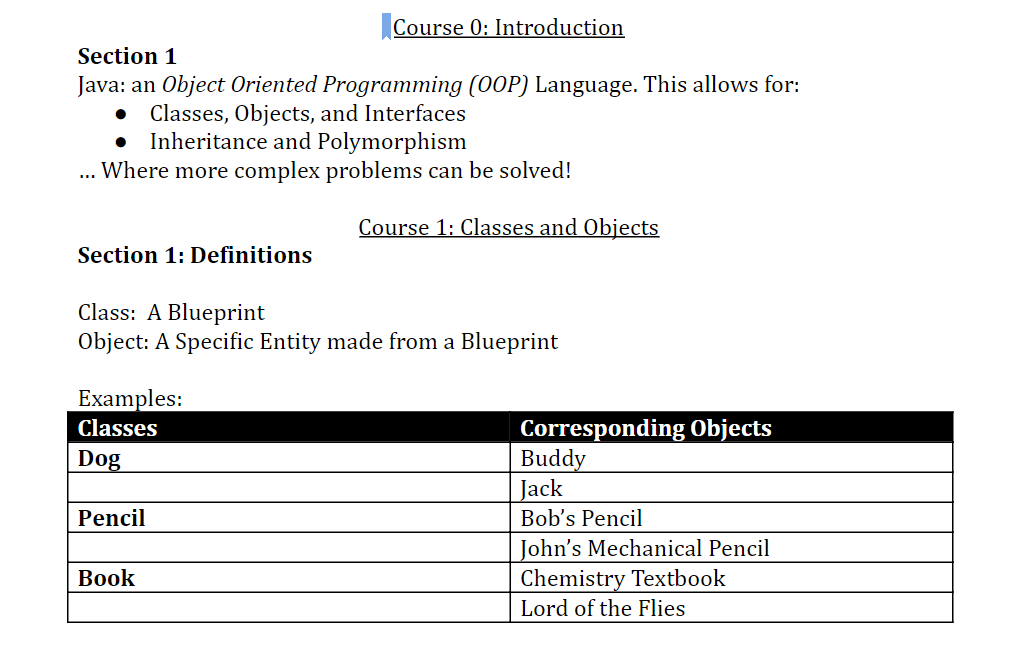 Course 0: Introduction
Section 1
Java: an Object Oriented Programming (OOP) Language. This allows for:
● Classes, Objects, and Interfaces
● Inheritance and Polymorphism
... Where more complex problems can be solved!
Course 1: Classes and Objects
Section 1: Definitions
Class:  A Blueprint
Object: A Specific Entity made from a Blueprint
Examples:
Classes Corresponding Objects
Dog Buddy
Jack
Pencil Bob’s Pencil
John’s Mechanical Pencil
Book Chemistry Textbook
Lord of the Flies